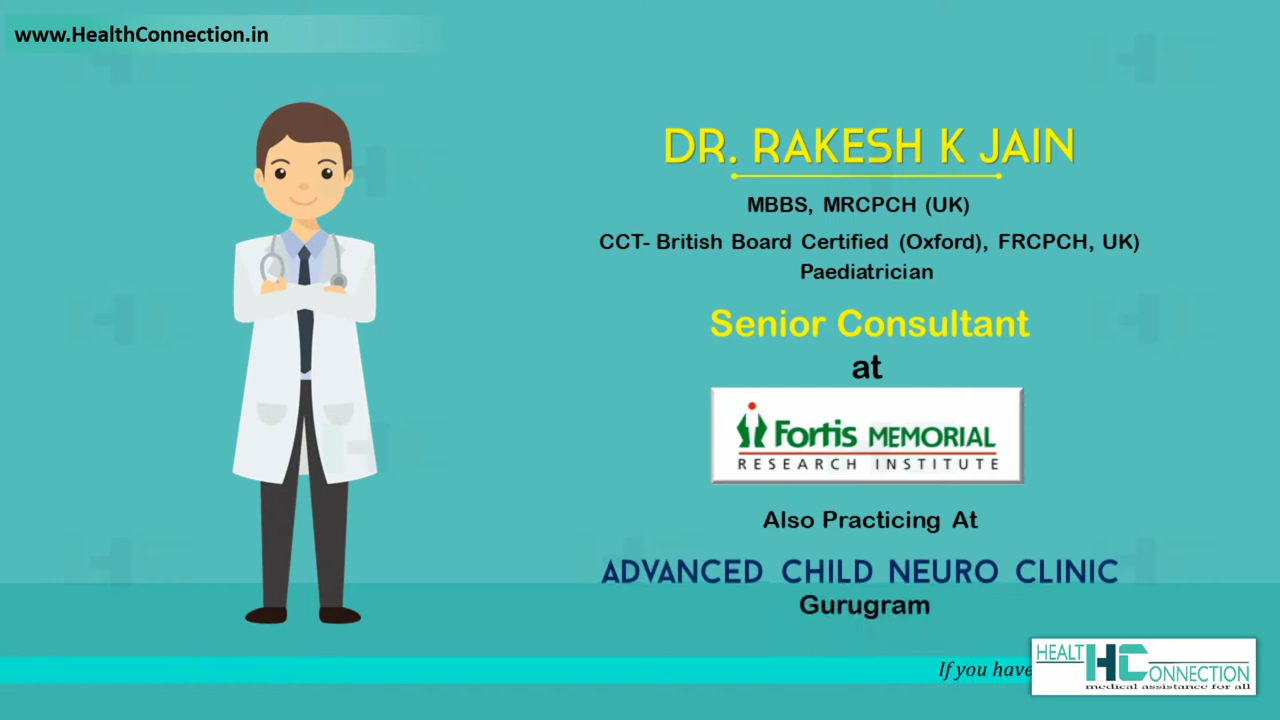 www.HealthConnection.in
DR. RAKESH K JAIN
MBBS, MRCPCH (UK)
CCT- British Board Certified (Oxford), FRCPCH, UK)
Paediatrician
Senior Consultant
at
Fortis MEMORIAL
RESEARCH INSTITUTE
Also Practicing At
ADVANCED CHILD NEURO CLINIC
Gurugram
If you have
HEALTH CONNECTION
medical assistance for all